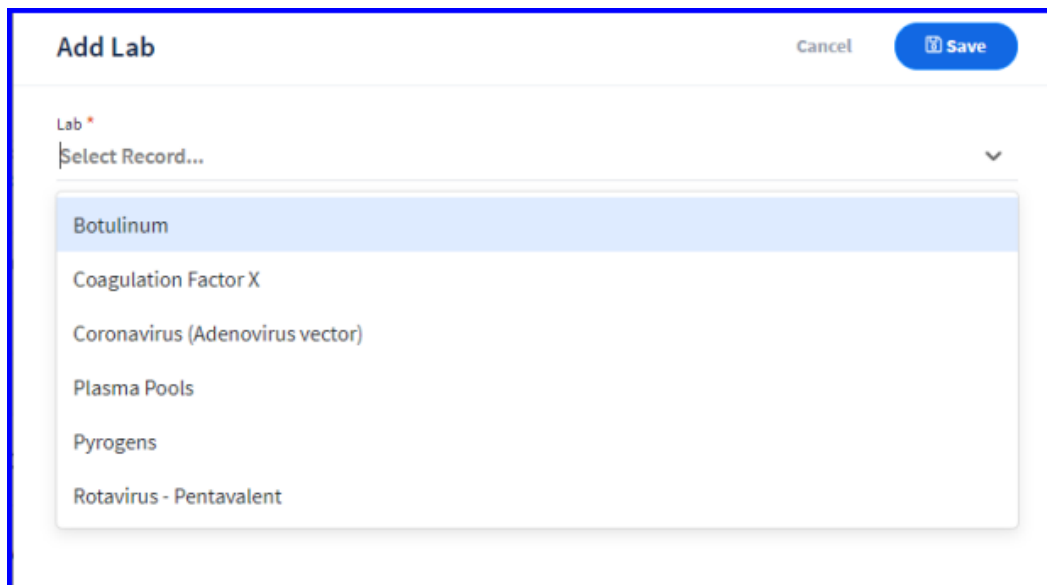 Add Lab
Cancel
Save
Lab *
Select Record...
Botulinum
Coagulation Factor X
Coronavirus (Adenovirus vector)
Plasma Pools
Pyrogens
Rotavirus - Pentavalent